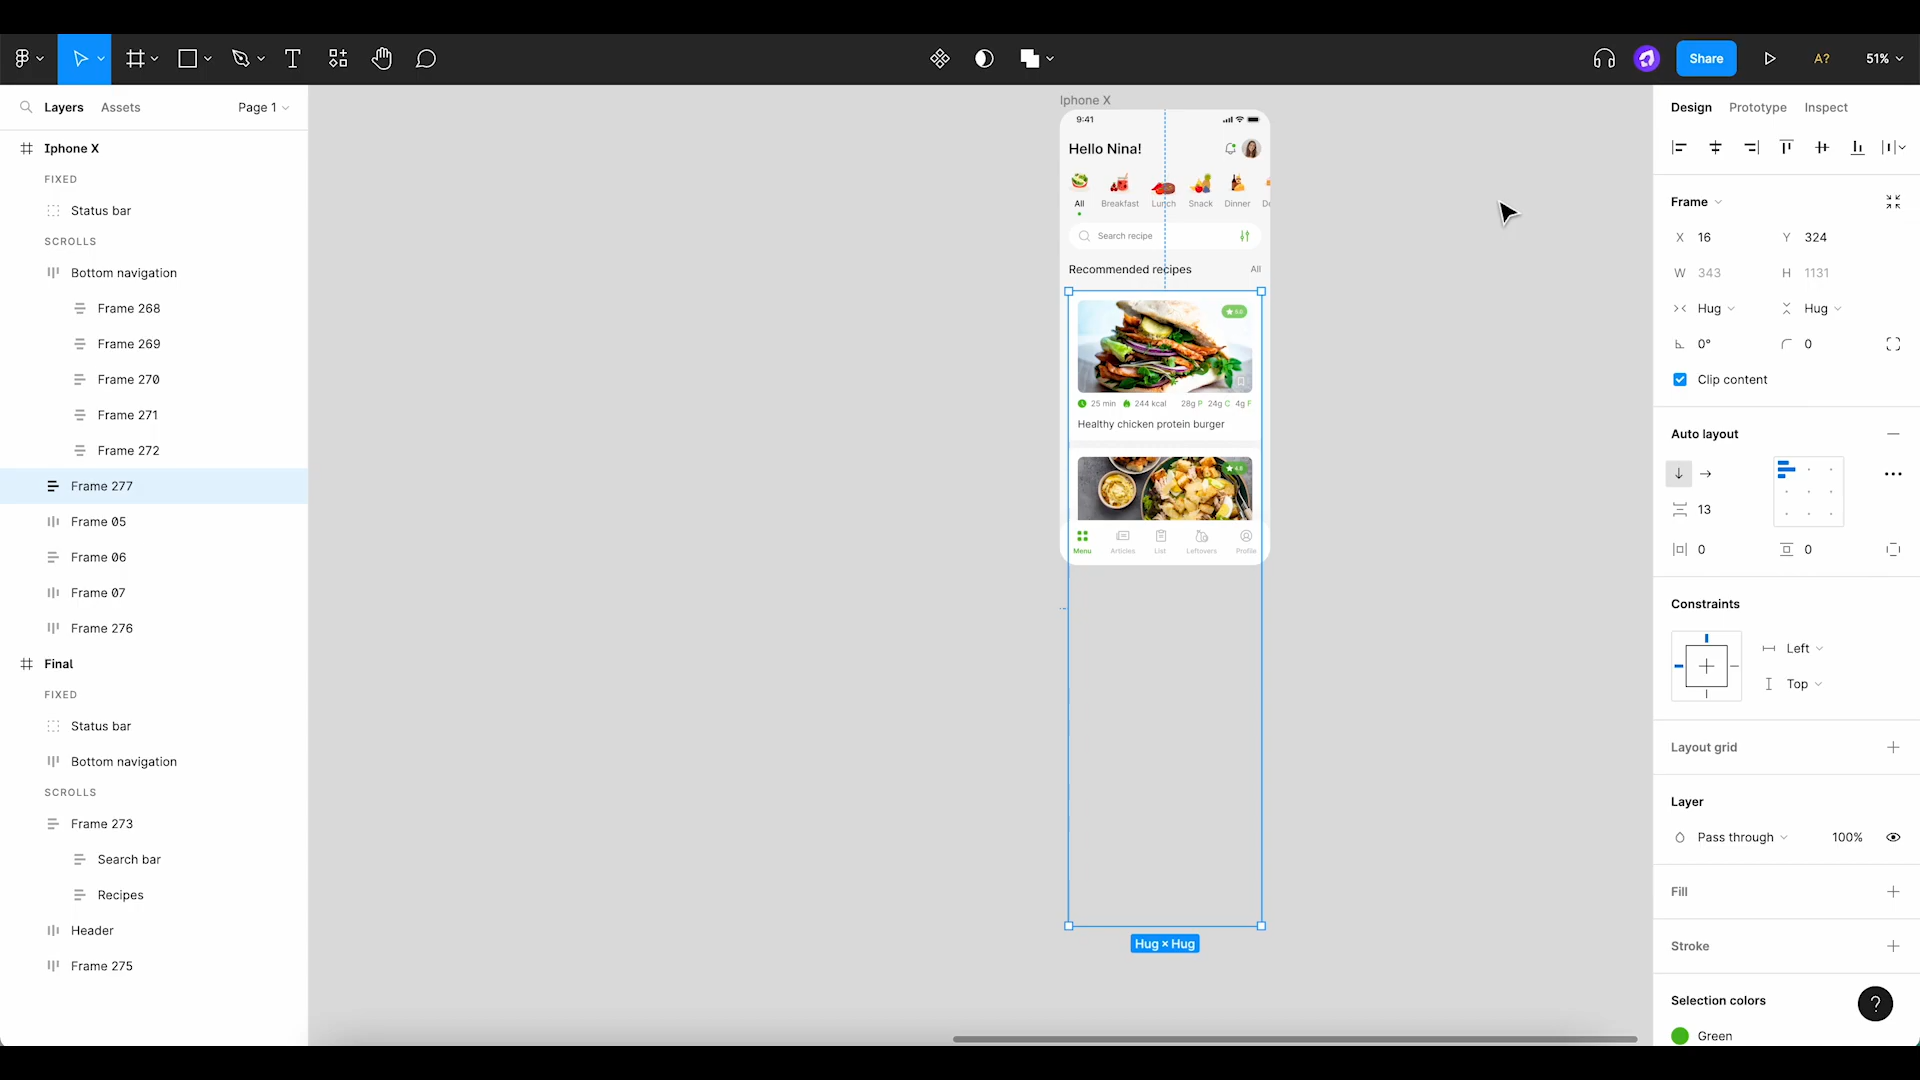 Share
A?
51%
Layers
Assets
Page 1
Iphone X
FIXED
Status bar
SCROLLS
Bottom navigation
Frame 268
Frame 269
Frame 270
Frame 271
Frame 272
Frame 277
Frame 05
Frame 06
Frame 07
Frame 276
Final
FIXED
Status bar
Bottom navigation
SCROLLS
Frame 273
Search bar
Recipes
Header
Frame 275
Iphone X
9:41
Hello Nina!
All
Breakfast
Lunch
Snack
Dinner
De
Search recipe
Recommended recipes
All
5.0
25 min
244 kcal
28g P
24g C
4g F
Healthy chicken protein burger
4.8
Menu
Articles
List
Leftovers
Profile
Hug × Hug
Design
Prototype
Inspect
Frame
X 16
Y 324
W 343
H 1131
Hug
Hug
0°
0
Clip content
Auto layout
13
0
0
Constraints
Left
Top
Layout grid
Layer
Pass through
100%
Fill
Stroke
Selection colors
?
Green